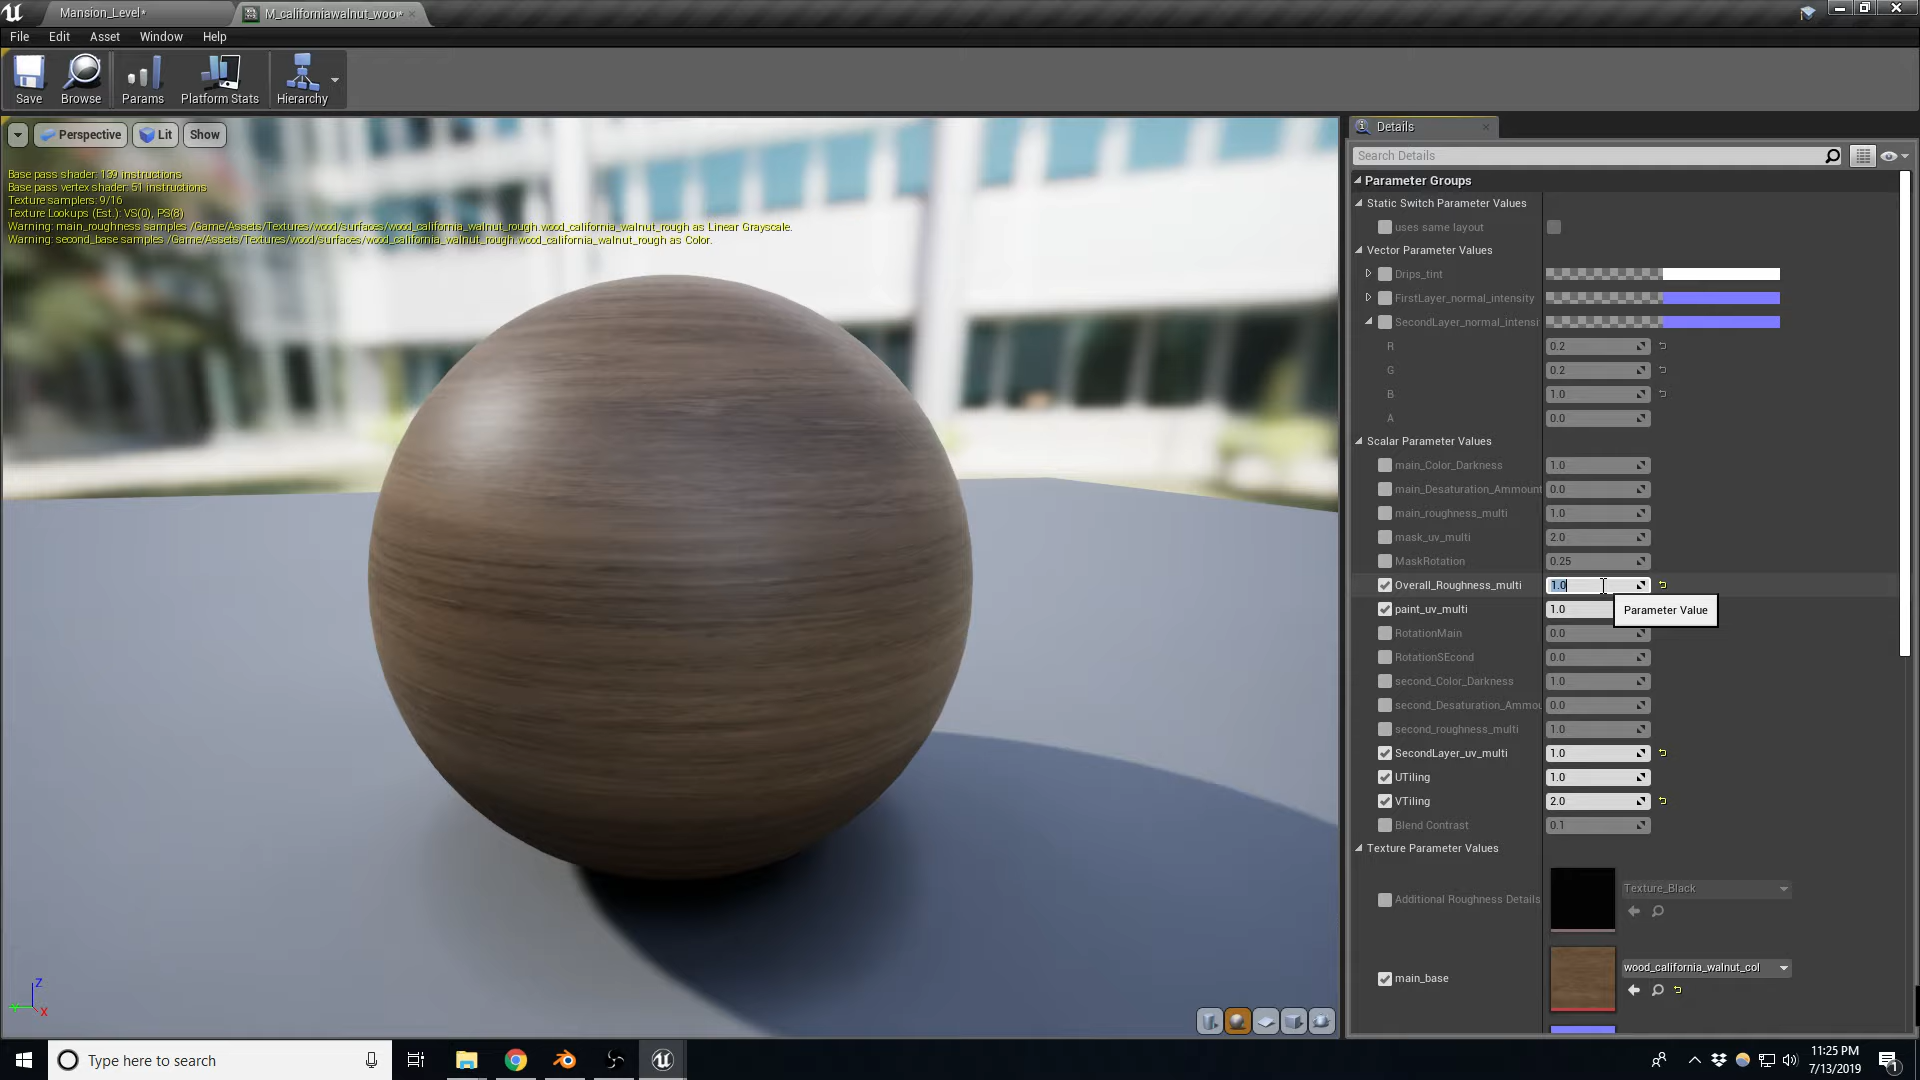 Mansion_Level*
M_californiawalnut_woo*
File Edit Asset Window Help
Save Browse Params Platform Stats Hierarchy
Perspective Lit Show
Base pass shader: 139 instructions
Base pass vertex shader: 51 instructions
Texture samplers: 9/16
Texture Lookups (Est.): VS(0), PS(8)
Warning: main_roughness samples /Game/Assets/Textures/wood/surfaces/wood_california_walnut_rough.wood_california_walnut_rough as Linear Grayscale.
Warning: second_base samples /Game/Assets/Textures/wood/surfaces/wood_california_walnut_rough.wood_california_walnut_rough as Color.
Z
X
Details
Search Details
Parameter Groups
Static Switch Parameter Values
uses same layout
Vector Parameter Values
Drips_tint
FirstLayer_normal_intensity
SecondLayer_normal_intensi
R 0.2
G 0.2
B 1.0
A 0.0
Scalar Parameter Values
main_Color_Darkness 1.0
main_Desaturation_Ammount 0.0
main_roughness_multi 1.0
mask_uv_multi 2.0
MaskRotation 0.25
Overall_Roughness_multi 1.0
paint_uv_multi 1.0
Parameter Value
RotationMain 0.0
RotationSEcond 0.0
second_Color_Darkness 1.0
second_Desaturation_Ammou 0.0
second_roughness_multi 1.0
SecondLayer_uv_multi 1.0
UTiling 1.0
VTiling 2.0
Blend Contrast 0.1
Texture Parameter Values
Additional Roughness Details
Texture_Black
main_base
wood_california_walnut_col
Type here to search
11:25 PM
7/13/2019
1